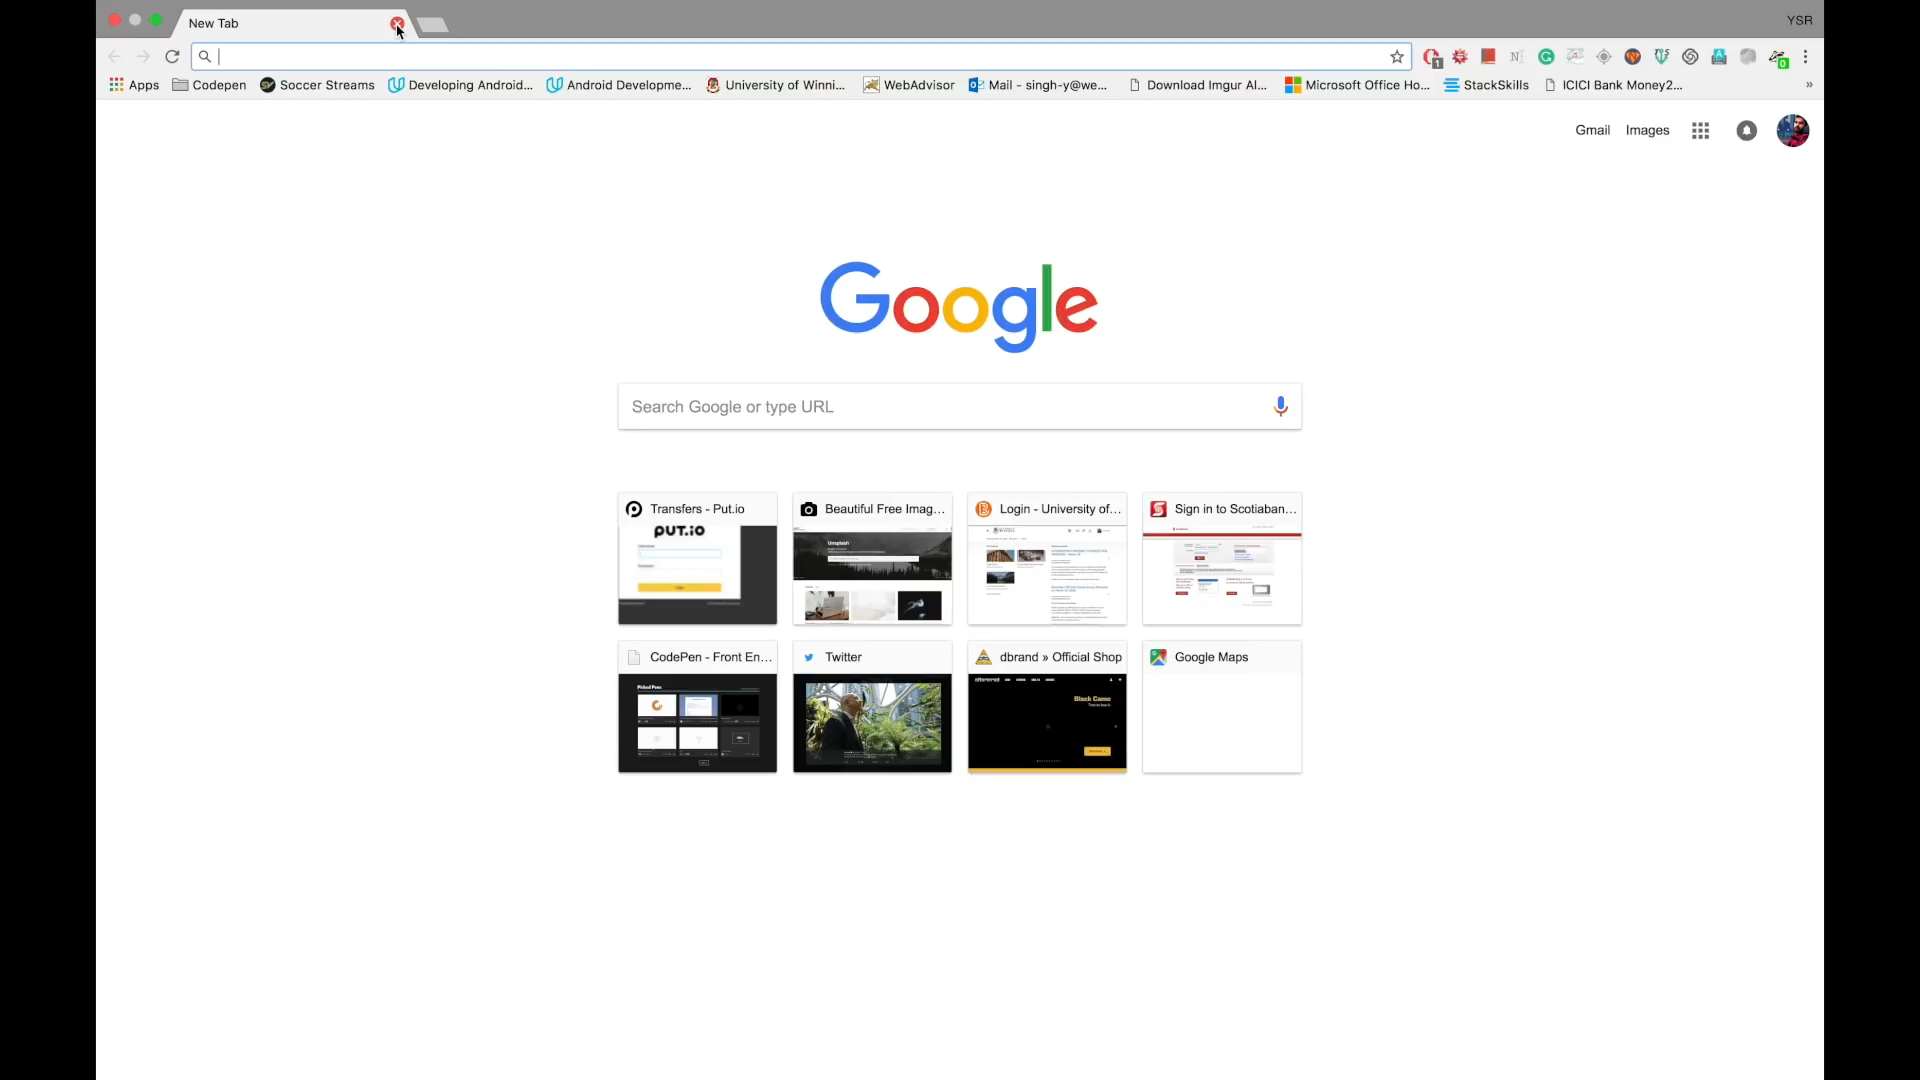 New Tab
YSR
Apps Codepen Soccer Streams Developing Android... Android Developme... University of Winni... WebAdvisor Mail - singh-y@we... Download Imgur Al... Microsoft Office Ho... StackSkills ICICI Bank Money2... »
Gmail Images
Google
Search Google or type URL
Transfers - Put.io
Beautiful Free Imag...
Login - University of...
Sign in to Scotiaban...
PUT.IO
Unsplash
CodePen - Front En...
Twitter
dbrand » Official Shop
Google Maps
Picked Pens
Black Camo